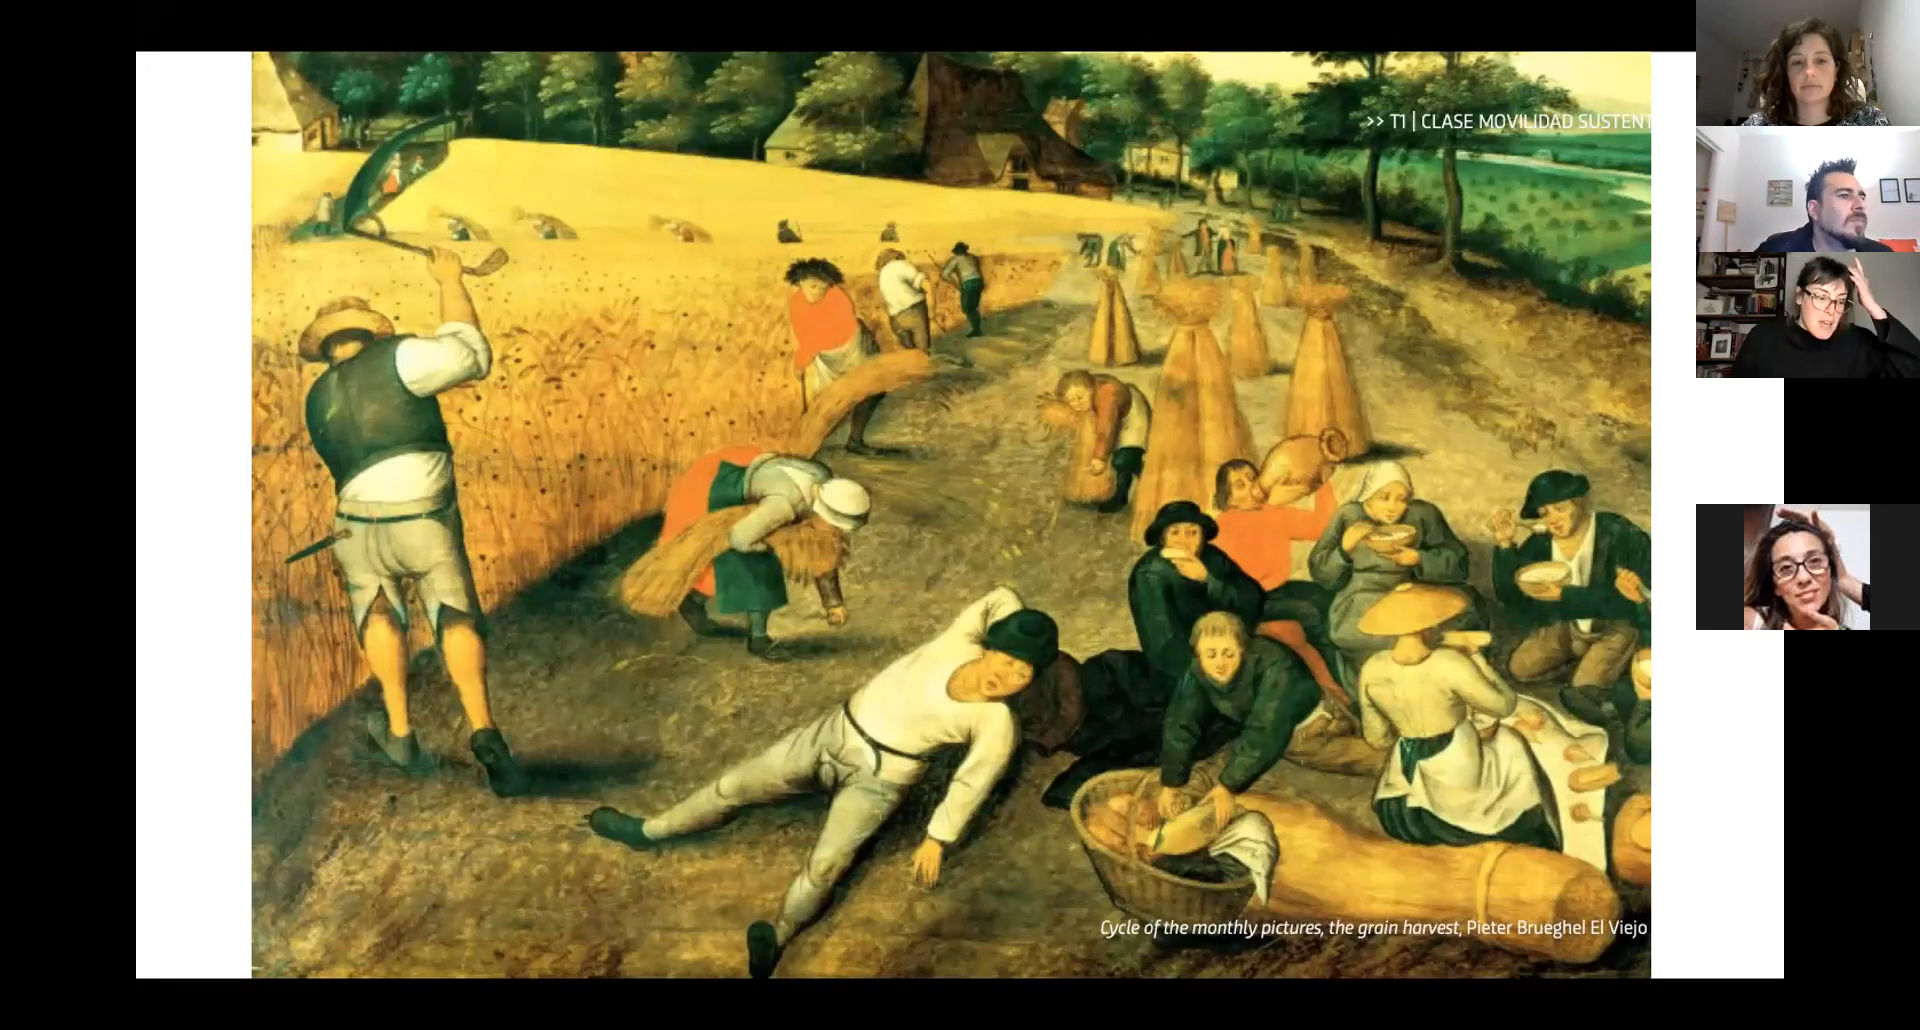 >> T1 | CLASE MOVILIDAD SUSTENT
Cycle of the monthly pictures, the grain harvest, Pieter Brueghel El Viejo